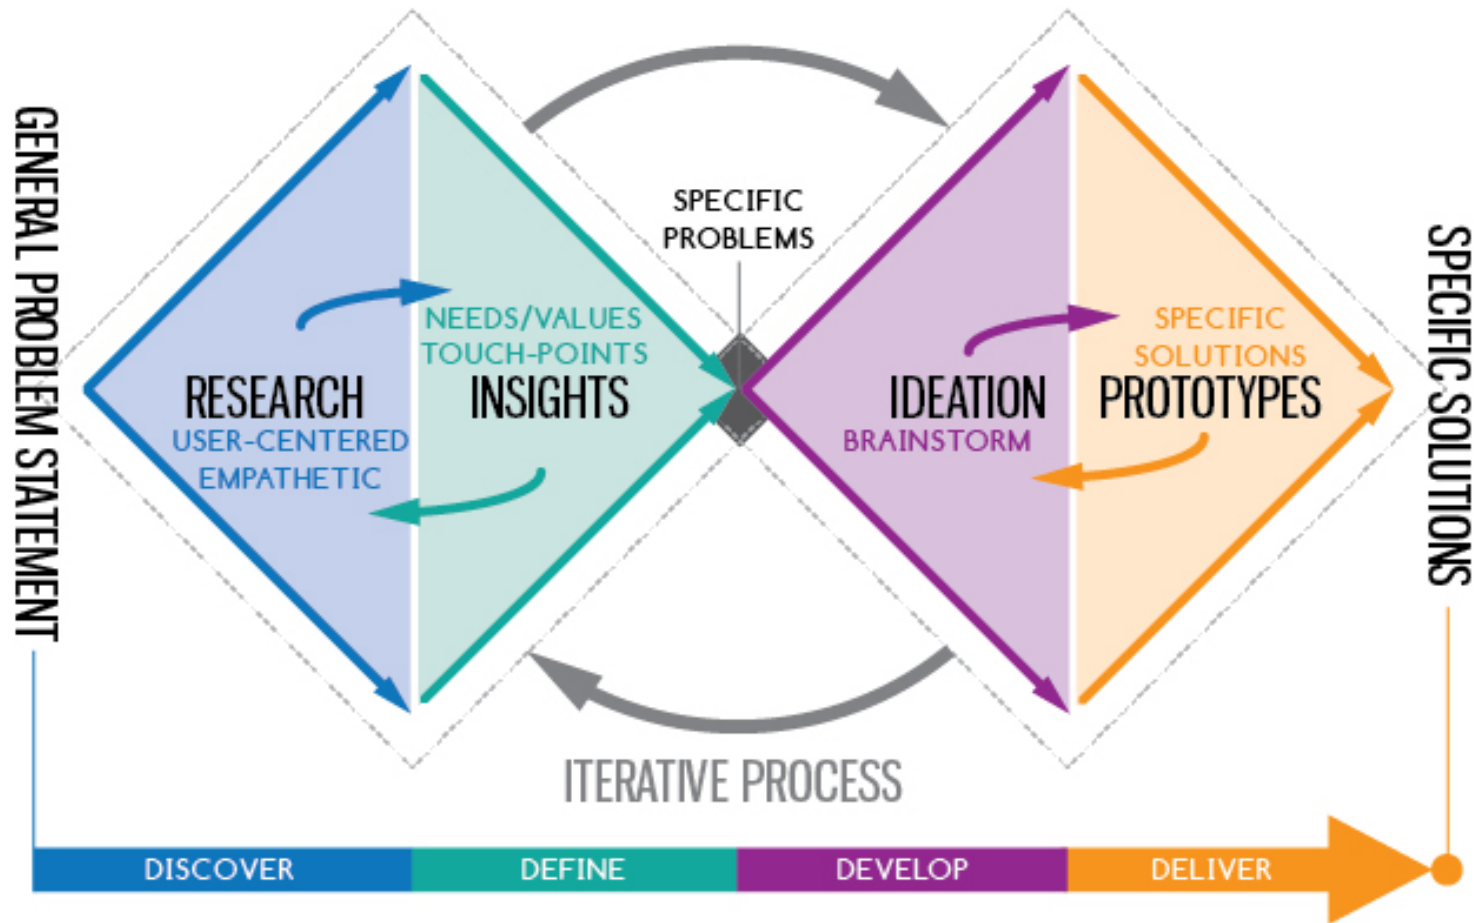 GENERAL PROBLEM STATEMENT
SPECIFIC
PROBLEMS
NEEDS/VALUES
TOUCH-POINTS
RESEARCH
INSIGHTS
USER-CENTERED
EMPATHETIC
SPECIFIC
SOLUTIONS
IDEATION
PROTOTYPES
BRAINSTORM
SPECIFIC SOLUTIONS
ITERATIVE PROCESS
DISCOVER
DEFINE
DEVELOP
DELIVER